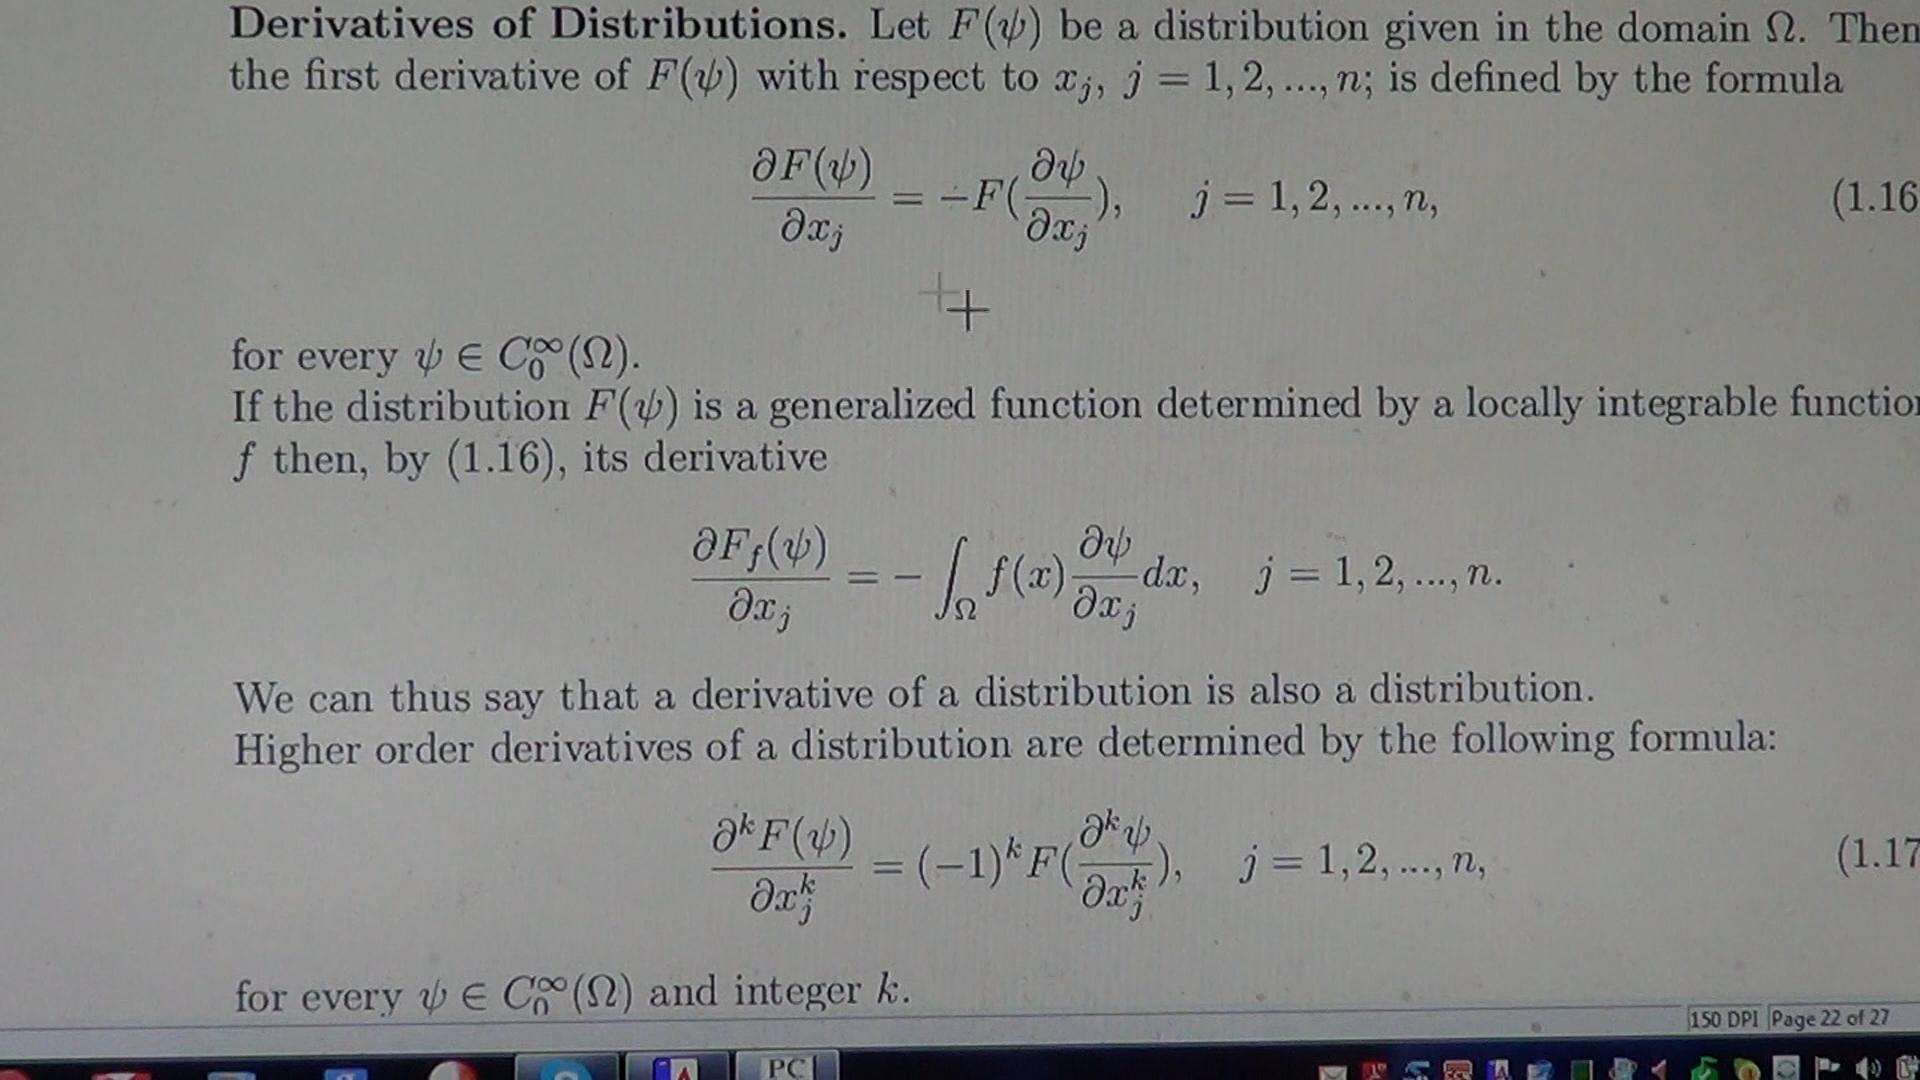 Derivatives of Distributions. Let F(ψ) be a distribution given in the domain Ω. Then
the first derivative of F(ψ) with respect to x_j, j = 1, 2, ..., n; is defined by the formula
∂F(ψ)/∂x_j = −F(∂ψ/∂x_j), j = 1, 2, ..., n, (1.16
for every ψ ∈ C_0^∞(Ω).
If the distribution F(ψ) is a generalized function determined by a locally integrable function
f then, by (1.16), its derivative
∂F_f(ψ)/∂x_j = − ∫_Ω f(x) ∂ψ/∂x_j dx, j = 1, 2, ..., n.
We can thus say that a derivative of a distribution is also a distribution.
Higher order derivatives of a distribution are determined by the following formula:
∂^k F(ψ)/∂x_j^k = (−1)^k F(∂^k ψ/∂x_j^k), j = 1, 2, ..., n, (1.17
for every ψ ∈ C_0^∞(Ω) and integer k.
150 DPI Page 22 of 27
PC